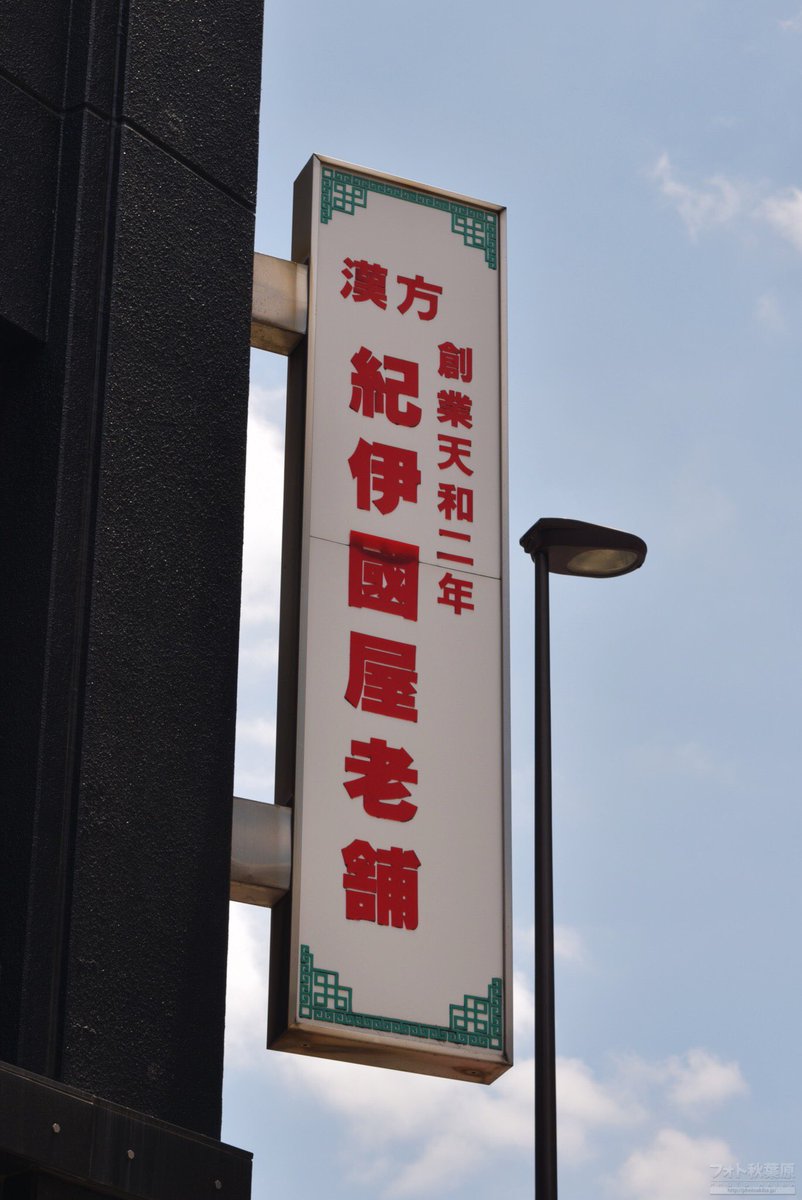 漢方
創業天和二年
紀伊國屋老舗
フォト秋葉原